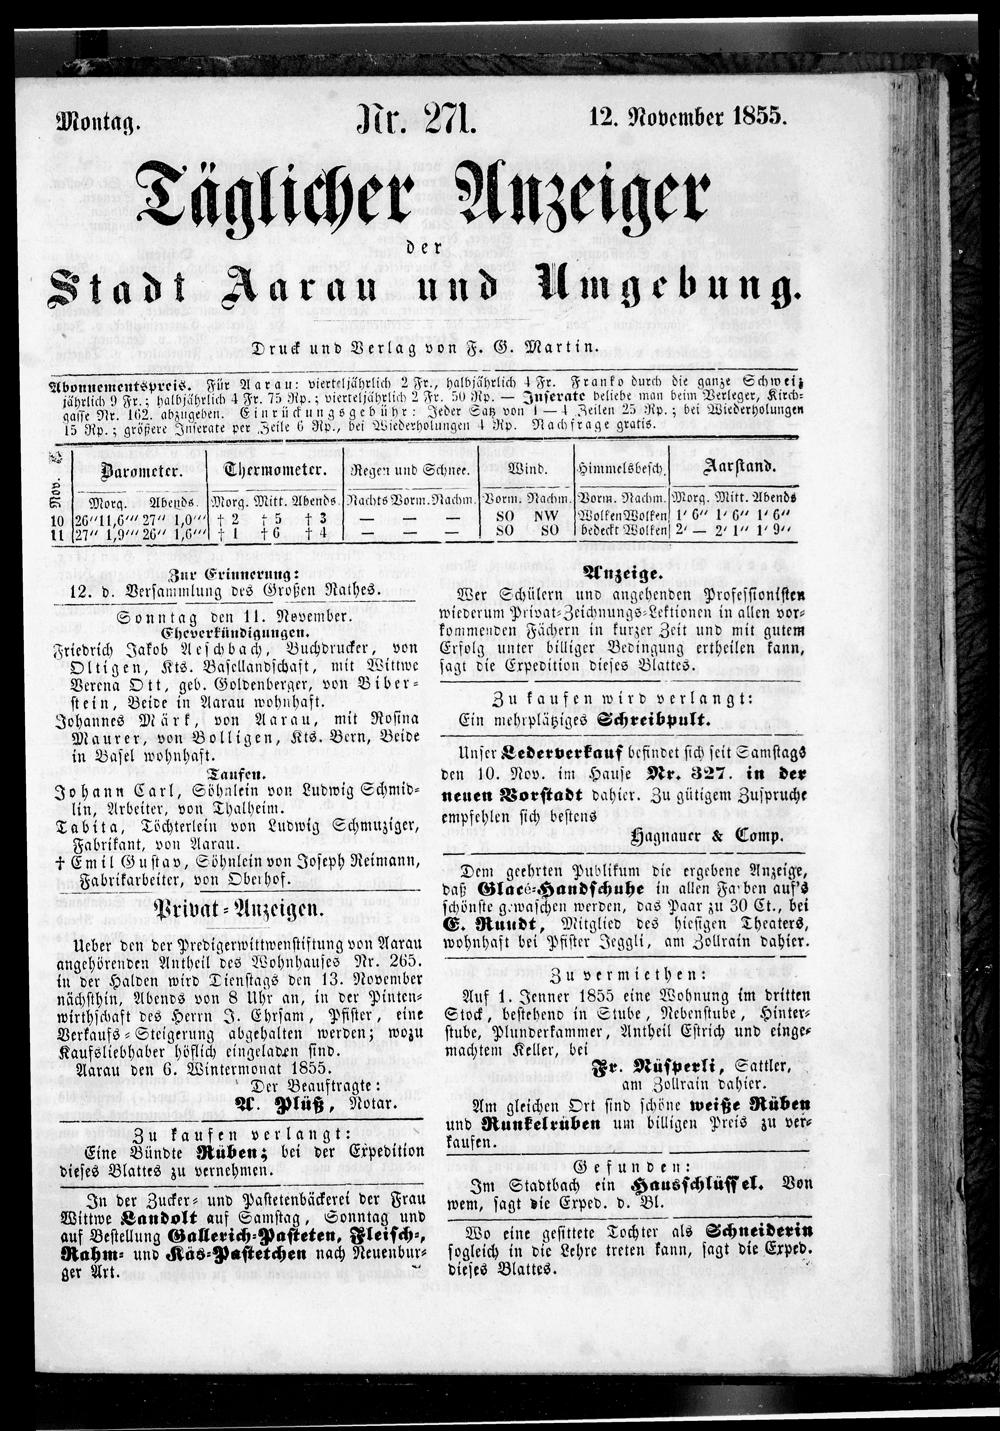 Montag.
Nr. 271.
12. November 1855.
Täglicher Anzeiger
der
Stadt Aarau und Umgebung.
Druck und Verlag von F. G. Martin.
Abonnementspreis. Für Aarau: vierteljährlich 2 Fr., halbjährlich 4 Fr. Franko durch die ganze Schweiz
jährlich 9 Fr.; halbjährlich 4 Fr. 75 Rp.; vierteljährlich 2 Fr. 50 Rp. — Inserate beliebe man beim Verleger, Kirch-
gasse Nr. 162. abzugeben. Einrückungsgebühr: Jeder Satz von 1—4 Zeilen 25 Rp.; bei Wiederholungen
15 Rp.; größere Inserate per Zeile 6 Rp., bei Wiederholungen 4 Rp. Nachfrage gratis.
Nov. Barometer. Thermometer. Regen und Schnee. Wind. Himmelsbesch. Aarstand.
Morg. Abends. Morg. Mitt. Abends. Nachts Vorm. Nachm. Vorm. Nachm. Vorm. Nachm. Morg. Mitt. Abends
10 26"11,6"' 27" 1,0"' † 2 † 5 † 3 — — — SO NW Wolken Wolken 1' 6" 1' 6" 1' 6"
11 27" 1,9"' 26" 1,6"' † 1 † 6 † 4 — — — SO SO bedeckt Wolken 2' — 2' 1" 1' 9"
Zur Erinnerung:
12. d. Versammlung des Großen Rathes.
Sonntag den 11. November.
Eheverkündigungen.
Friedrich Jakob Aeschbach, Buchdrucker, von
Oltigen, Kts. Basellandschaft, mit Wittwe
Verena Ott, geb. Goldenberger, von Biber-
stein, Beide in Aarau wohnhaft.
Johannes Märk, von Aarau, mit Rosina
Maurer, von Bolligen, Kts. Bern, Beide
in Basel wohnhaft.
Taufen.
Johann Carl, Söhnlein von Ludwig Schmid-
lin, Arbeiter, von Thalheim.
Tabita, Töchterlein von Ludwig Schmuziger,
Fabrikant, von Aarau.
† Emil Gustav, Söhnlein von Joseph Reimann,
Fabrikarbeiter, von Oberhof.
Privat-Anzeigen.
Ueber den der Predigerwittwenstiftung von Aarau
angehörenden Antheil des Wohnhauses Nr. 265.
in der Halden wird Dienstags den 13. November
nächsthin, Abends von 8 Uhr an, in der Pinten-
wirthschaft des Herrn J. Ehrsam, Pfister, eine
Verkaufs-Steigerung abgehalten werden; wozu
Kaufsliebhaber höflich eingeladen sind.
Aarau den 6. Wintermonat 1855.
Der Beauftragte:
A. Plüß, Notar.
Zu kaufen verlangt:
Eine Bündte Rüben; bei der Expedition
dieses Blattes zu vernehmen.
In der Zucker- und Pastetenbäckerei der Frau
Wittwe Landolt auf Samstag, Sonntag und
auf Bestellung Gallerich-Pasteten, Fleisch-,
Rahm- und Käs-Pastetchen nach Neuenbur-
ger Art.
Anzeige.
Wer Schülern und angehenden Professionisten
wiederum Privat-Zeichnungs-Lektionen in allen vor-
kommenden Fächern in kurzer Zeit und mit gutem
Erfolg unter billiger Bedingung ertheilen kann,
sagt die Expedition dieses Blattes.
Zu kaufen wird verlangt:
Ein mehrplätziges Schreibpult.
Unser Lederverkauf befindet sich seit Samstags
den 10. Nov. im Hause Nr. 327. in der
neuen Vorstadt dahier. Zu gütigem Zuspruche
empfehlen sich bestens
Hagnauer & Comp.
Dem geehrten Publikum die ergebene Anzeige,
daß Glacé-Handschuhe in allen Farben auf's
schönste gewaschen werden, das Paar zu 30 Ct., bei
E. Rundt, Mitglied des hiesigen Theaters,
wohnhaft bei Pfister Jeggli, am Zollrain dahier.
Zu vermiethen:
Auf 1. Jenner 1855 eine Wohnung im dritten
Stock, bestehend in Stube, Nebenstube, Hinter-
stube, Plunderkammer, Antheil Estrich und einge-
machtem Keller, bei
Fr. Nüsperli, Sattler,
am Zollrain dahier.
Am gleichen Ort sind schöne weiße Rüben
und Runkelrüben um billigen Preis zu ver-
kaufen.
Gefunden:
Im Stadtbach ein Hausschlüssel. Von
wem, sagt die Exped. d. Bl.
Wo eine gesittete Tochter als Schneiderin
sogleich in die Lehre treten kann, sagt die Exped.
dieses Blattes.